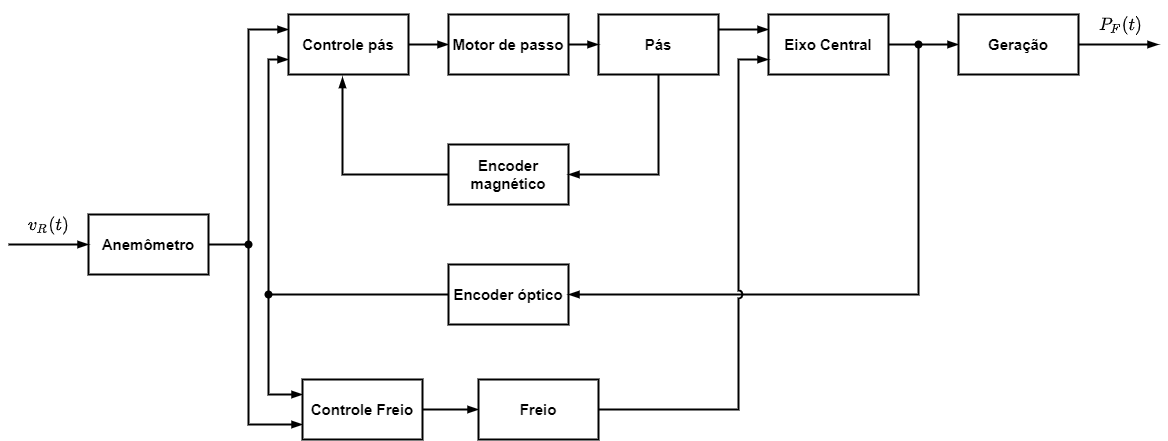 P_F(t)
Controle pás
Motor de passo
Pás
Eixo Central
Geração
Encoder
magnético
v_R(t)
Anemômetro
Encoder óptico
Controle Freio
Freio